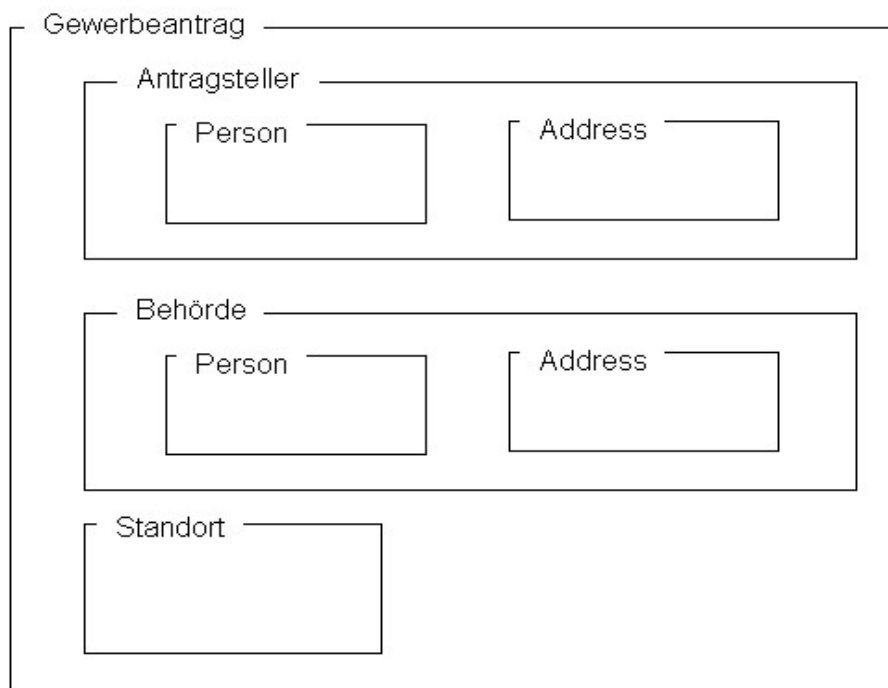 Gewerbeantrag
Antragsteller
Person
Address
Behörde
Person
Address
Standort